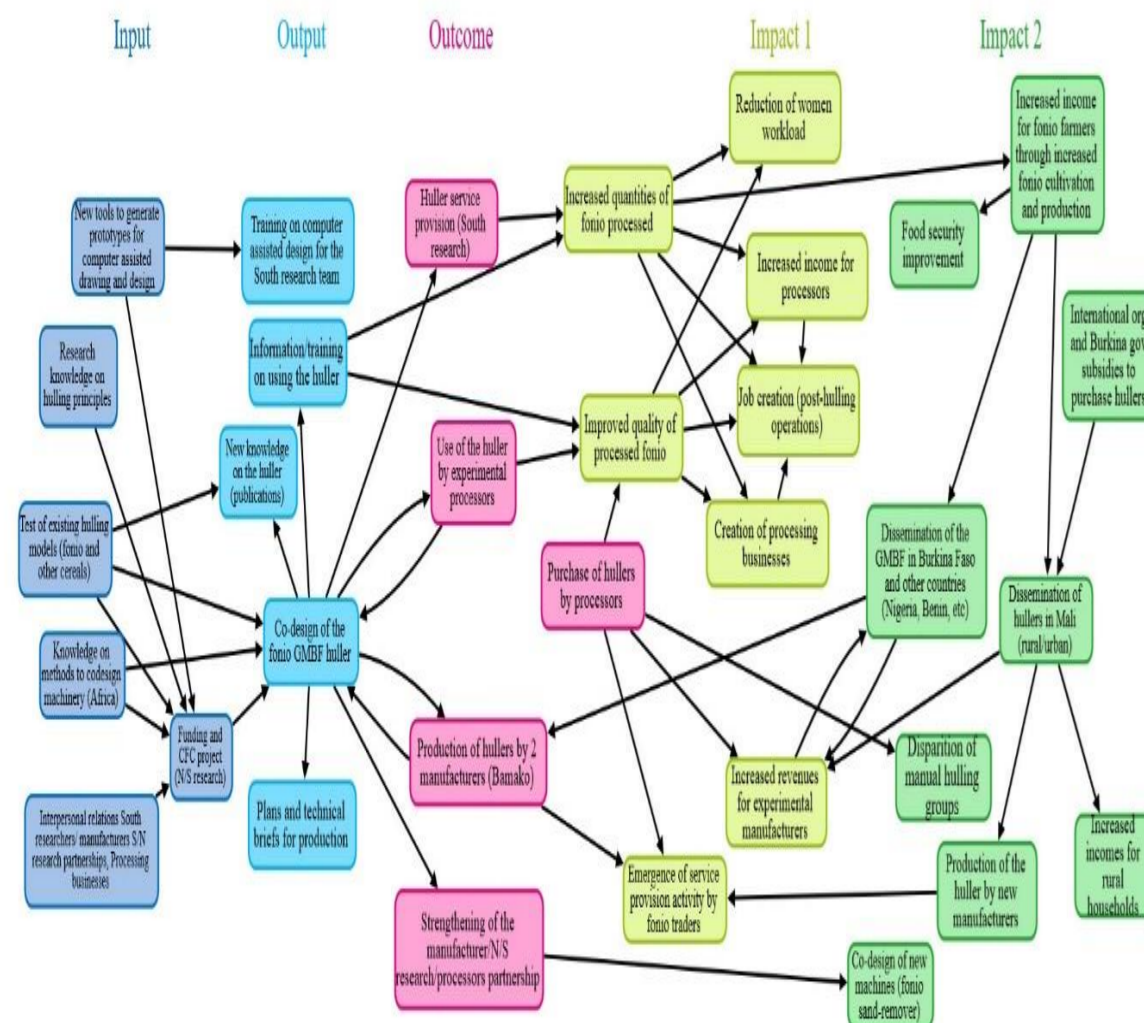 Input
Output
Outcome
Impact 1
Impact 2
New tools to generate
prototypes for
computer assisted
drawing and design
Research
knowledge on
hulling principles
Test of existing hulling
models (fonio and
other cereals)
Knowledge on
methods to codesign
machinery (Africa)
Funding and
CFC project
(N/S research)
Interpersonal relations South
researchers/ manufacturers S/N
research partnerships, Processing
businesses
Training on computer
assisted design for the
South research team
Information/training
on using the huller
New knowledge
on the huller
(publications)
Co-design of the
fonio GMBF huller
Plans and technical
briefs for production
Huller service
provision (South
research)
Use of the huller
by experimental
processors
Purchase of hullers
by processors
Production of hullers by 2
manufacturers (Bamako)
Strengthening of the
manufacturer/N/S
research/processors partnership
Reduction of women
workload
Increased quantities of
fonio processed
Increased income for
processors
Job creation (post-hulling
operations)
Improved quality of
processed fonio
Creation of processing
businesses
Increased revenues
for experimental
manufacturers
Emergence of service
provision activity by
fonio traders
Increased income
for fonio farmers
through increased
fonio cultivation
and production
Food security
improvement
International org
and Burkina gov
subsidies to
purchase hullers
Dissemination of the
GMBF in Burkina Faso
and other countries
(Nigeria, Benin, etc)
Dissemination of
hullers in Mali
(rural/urban)
Disparition of
manual hulling
groups
Production of the
huller by new
manufacturers
Increased
incomes for
rural
households
Co-design of new
machines (fonio
sand-remover)